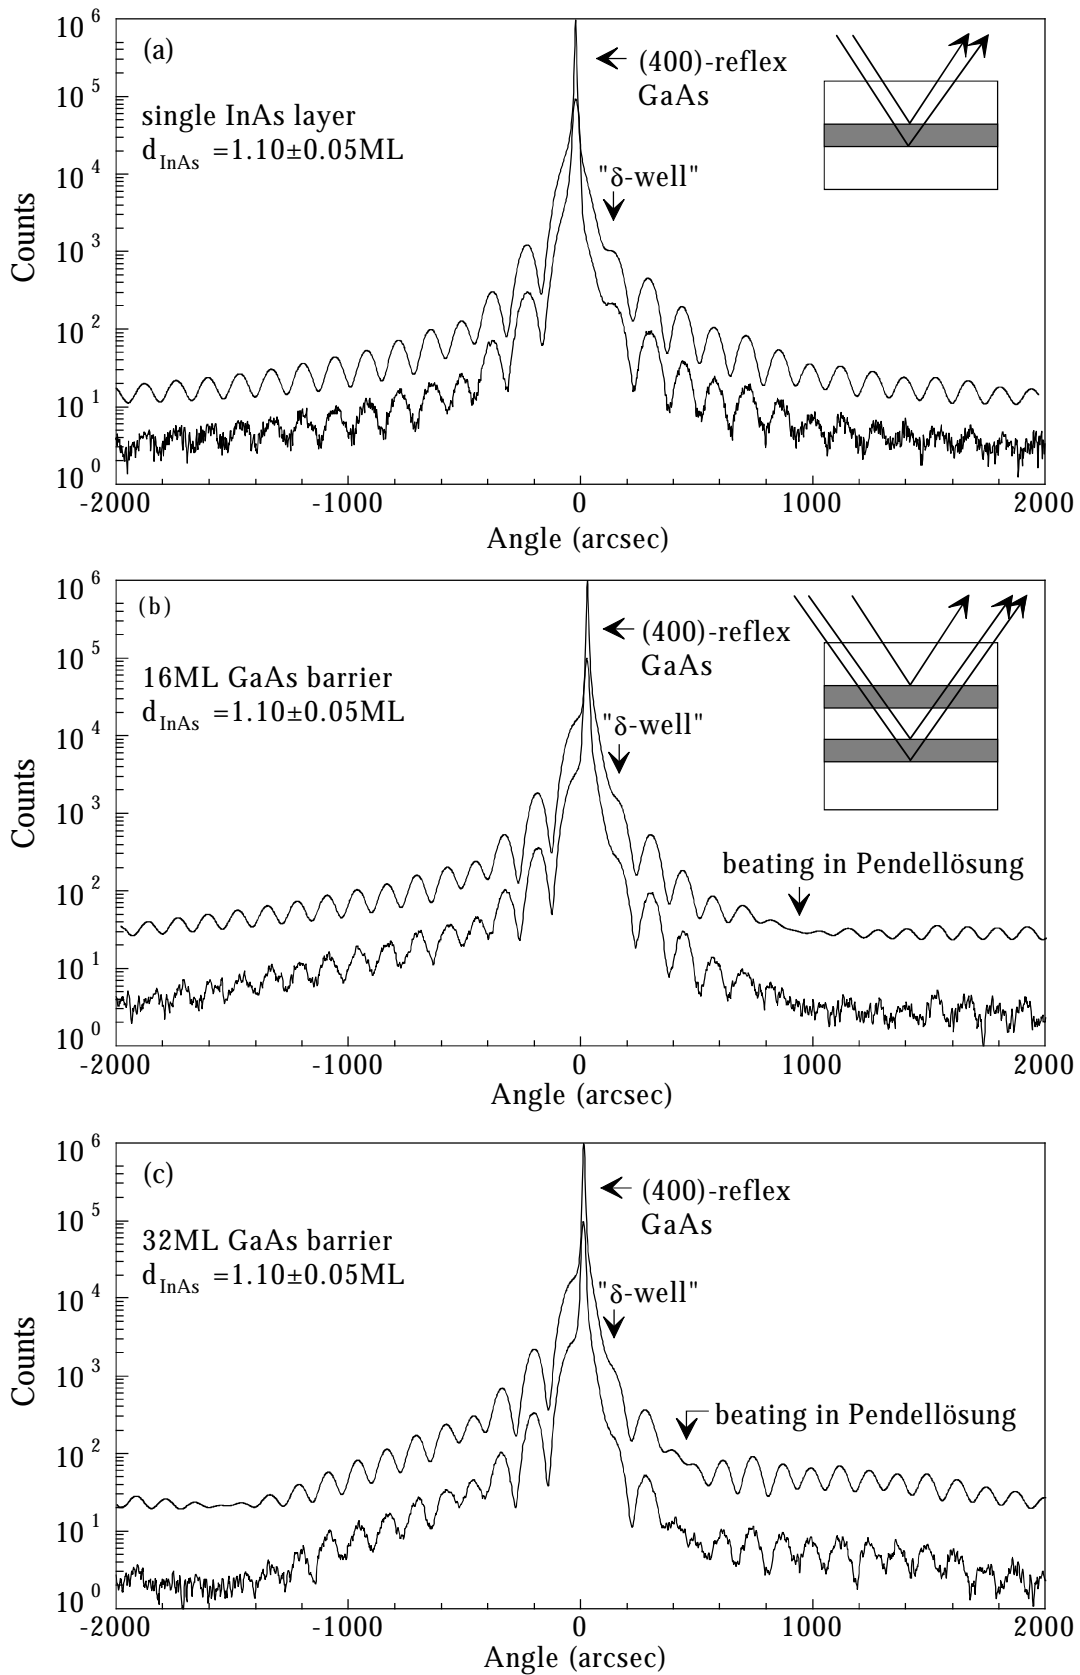 (a)
single InAs layer
d InAs =1.10±0.05ML
(400)-reflex
GaAs
"δ-well"
Counts
10 6
10 5
10 4
10 3
10 2
10 1
10 0
-2000 -1000 0 1000 2000
Angle (arcsec)
(b)
16ML GaAs barrier
d InAs =1.10±0.05ML
(400)-reflex
GaAs
"δ-well"
beating in Pendellösung
Counts
10 6
10 5
10 4
10 3
10 2
10 1
10 0
-2000 -1000 0 1000 2000
Angle (arcsec)
(c)
32ML GaAs barrier
d InAs =1.10±0.05ML
(400)-reflex
GaAs
"δ-well"
beating in Pendellösung
Counts
10 6
10 5
10 4
10 3
10 2
10 1
10 0
-2000 -1000 0 1000 2000
Angle (arcsec)